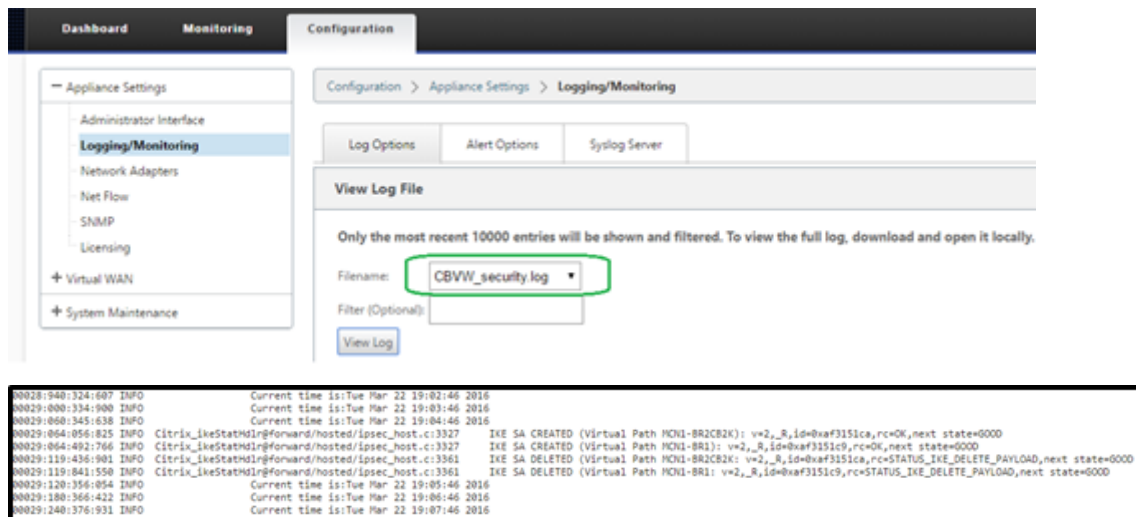 Dashboard Monitoring Configuration
Appliance Settings
Administrator Interface
Logging/Monitoring
Network Adapters
Net Flow
SNMP
Licensing
+ Virtual WAN
+ System Maintenance
Configuration > Appliance Settings > Logging/Monitoring
Log Options Alert Options Syslog Server
View Log File
Only the most recent 10000 entries will be shown and filtered. To view the full log, download and open it locally.
Filename: CBVW_security.log
Filter (Optional):
View Log
00028:940:324:607 INFO Current time is:Tue Mar 22 19:02:46 2016
00029:000:334:900 INFO Current time is:Tue Mar 22 19:03:46 2016
00029:060:345:638 INFO Current time is:Tue Mar 22 19:04:46 2016
00029:064:056:825 INFO Citrix_ikeStatHdlr@forward/hosted/ipsec_host.c:3327 IKE SA CREATED (Virtual Path MCN1-BR2CB2K): v=2,_R,id=0xaf3151ca,rc=OK,next state=GOOD
00029:064:492:766 INFO Citrix_ikeStatHdlr@forward/hosted/ipsec_host.c:3327 IKE SA CREATED (Virtual Path MCN1-BR1): v=2,_R,id=0xaf3151c9,rc=OK,next state=GOOD
00029:119:436:901 INFO Citrix_ikeStatHdlr@forward/hosted/ipsec_host.c:3361 IKE SA DELETED (Virtual Path MCN1-BR2CB2K: v=2,_R,id=0xaf3151ca,rc=STATUS_IKE_DELETE_PAYLOAD,next state=GOOD
00029:119:841:550 INFO Citrix_ikeStatHdlr@forward/hosted/ipsec_host.c:3361 IKE SA DELETED (Virtual Path MCN1-BR1: v=2,_R,id=0xaf3151c9,rc=STATUS_IKE_DELETE_PAYLOAD,next state=GOOD
00029:120:356:054 INFO Current time is:Tue Mar 22 19:05:46 2016
00029:180:366:422 INFO Current time is:Tue Mar 22 19:06:46 2016
00029:240:376:931 INFO Current time is:Tue Mar 22 19:07:46 2016